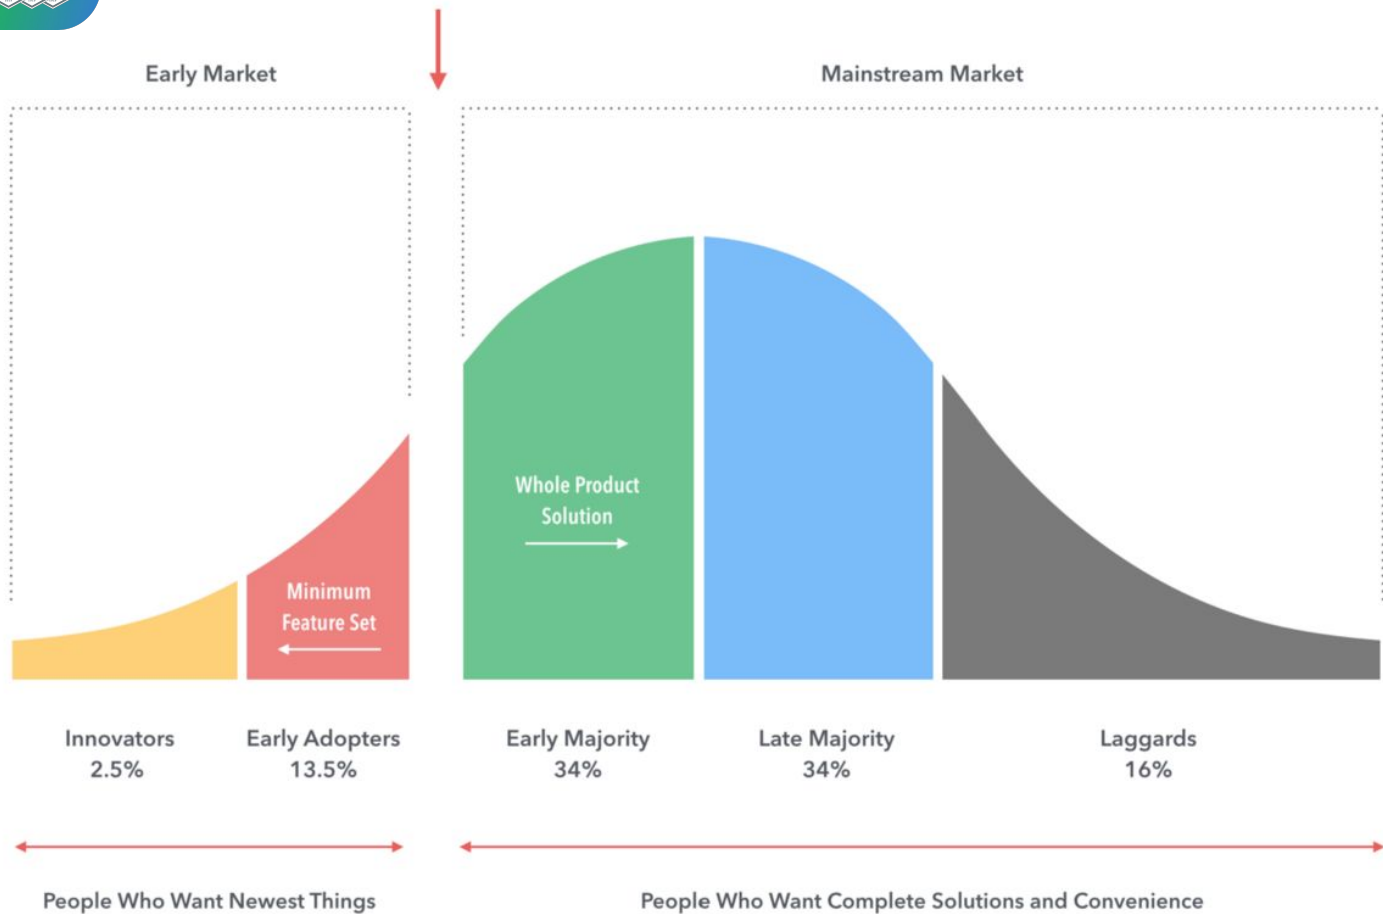 Early Market
Mainstream Market
Whole Product
Solution
Minimum
Feature Set
Innovators
2.5%
Early Adopters
13.5%
Early Majority
34%
Late Majority
34%
Laggards
16%
People Who Want Newest Things
People Who Want Complete Solutions and Convenience